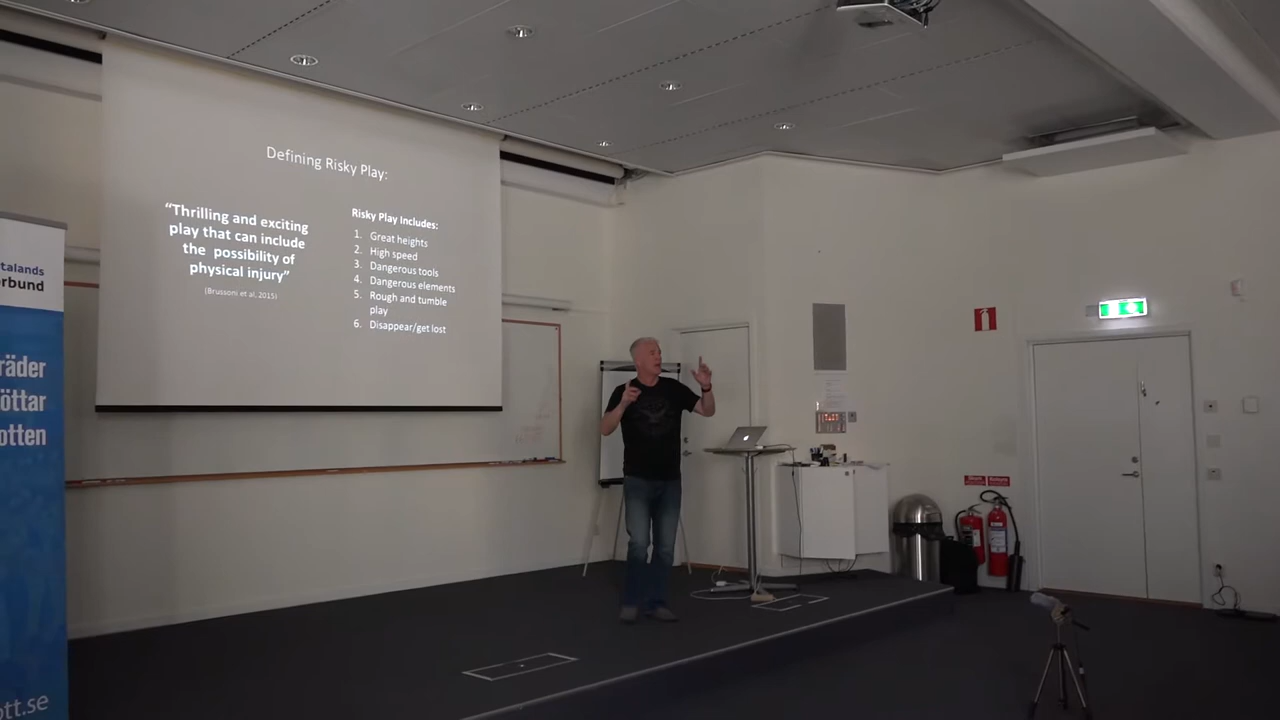 Defining Risky Play:
“Thrilling and exciting
play that can include
the possibility of
physical injury”
(Brussoni et al, 2015)
Risky Play Includes:
1. Great heights
2. High speed
3. Dangerous tools
4. Dangerous elements
5. Rough and tumble
play
6. Disappear/get lost
talands
rbund
räder
öttar
otten
ott.se